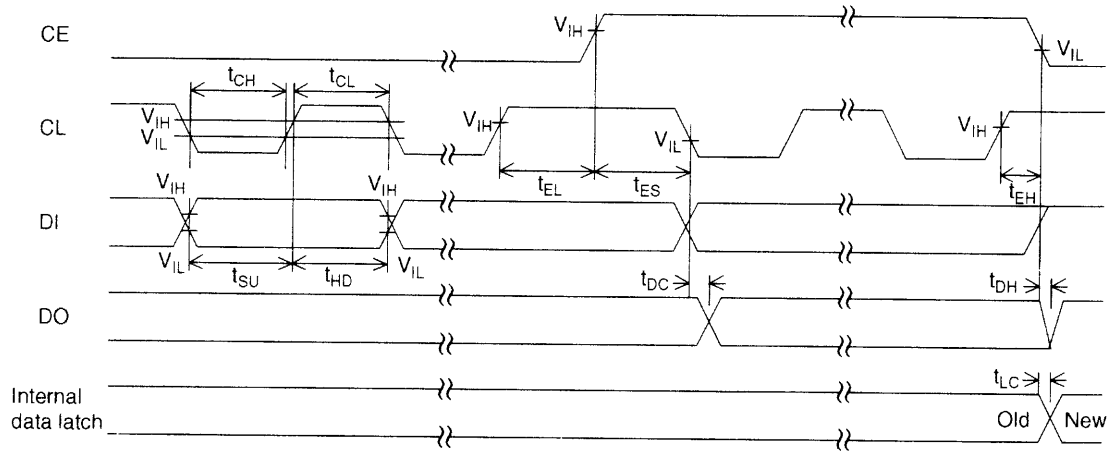 CE
V_IH
V_IL
t_CH
t_CL
CL
V_IH
V_IL
V_IH
V_IL
V_IH
t_EL
t_ES
t_EH
DI
V_IH
V_IH
V_IL
t_SU
t_HD
V_IL
DO
t_DC
t_DH
Internal
data latch
t_LC
Old
New